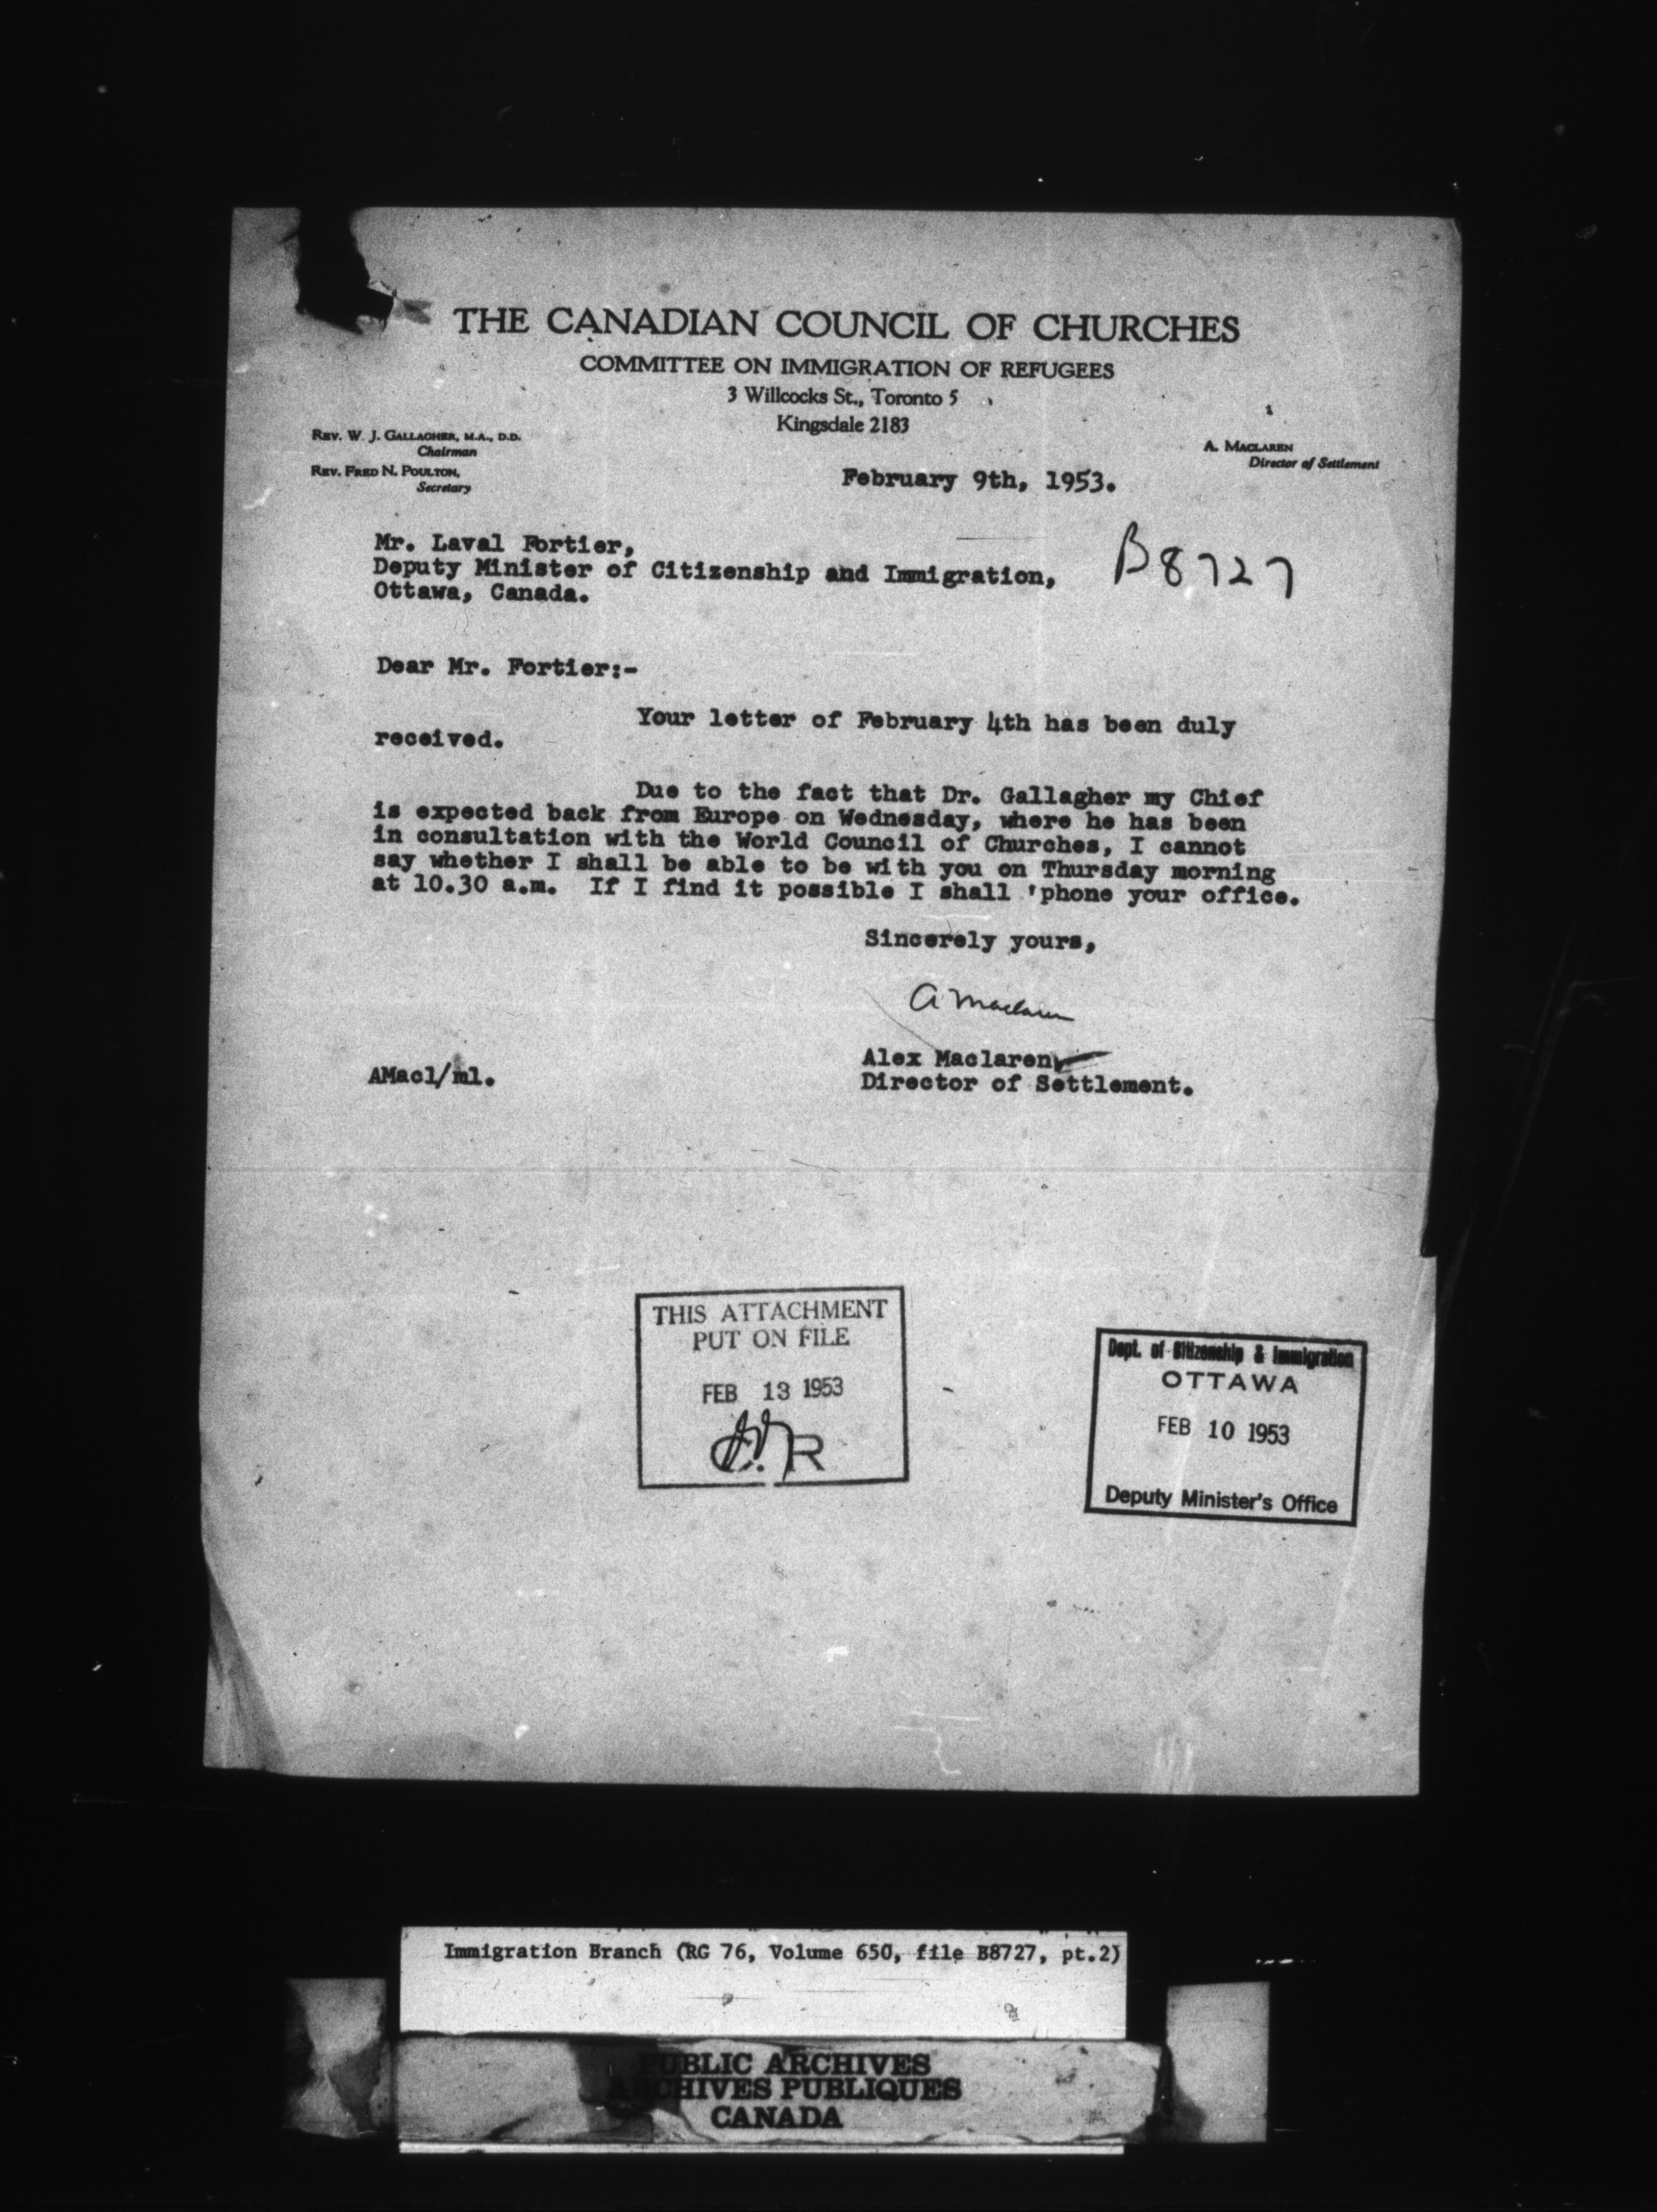 THE CANADIAN COUNCIL OF CHURCHES
COMMITTEE ON IMMIGRATION OF REFUGEES
3 Willcocks St., Toronto 5
Kingsdale 2183
REV. W. J. GALLAGHER, M.A., D.D.
Chairman
REV. FRED N. POULTON,
Secretary
A. MACLAREN
Director of Settlement
February 9th, 1953.
B8727
Mr. Laval Fortier,
Deputy Minister of Citizenship and Immigration,
Ottawa, Canada.
Dear Mr. Fortier:-
Your letter of February 4th has been duly
received.
Due to the fact that Dr. Gallagher my Chief
is expected back from Europe on Wednesday, where he has been
in consultation with the World Council of Churches, I cannot
say whether I shall be able to be with you on Thursday morning
at 10.30 a.m. If I find it possible I shall 'phone your office.
Sincerely yours,
A Maclaren
Alex Maclaren
Director of Settlement.
AMacl/ml.
THIS ATTACHMENT
PUT ON FILE
FEB 13 1953
Dept. of Citizenship & Immigration
OTTAWA
FEB 10 1953
Deputy Minister's Office
Immigration Branch (RG 76, Volume 650, file B8727, pt.2)
PUBLIC ARCHIVES
ARCHIVES PUBLIQUES
CANADA